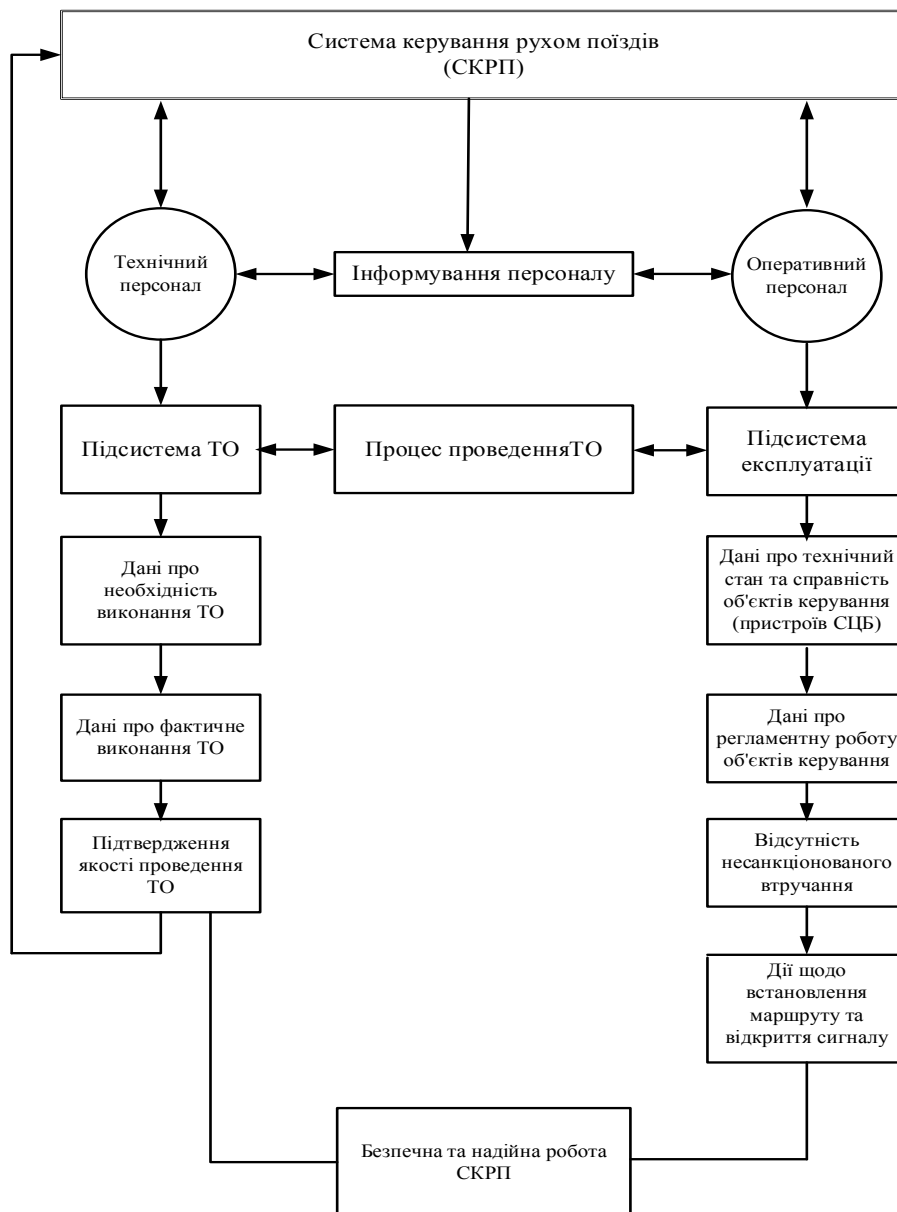 Система керування рухом поїздів
(СКРП)
Технічний
персонал
Інформування персоналу
Оперативний
персонал
Підсистема ТО
Процес проведенняТО
Підсистема
експлуатації
Дані про
необхідність
виконання ТО
Дані про технічний
стан та справність
об'єктів керування
(пристроїв СЦБ)
Дані про фактичне
виконання ТО
Дані про
регламентну роботу
об'єктів керування
Підтвердження
якості проведення
ТО
Відсутність
несанкціонованого
втручання
Дії щодо
встановлення
маршруту та
відкриття сигналу
Безпечна та надійна робота
СКРП